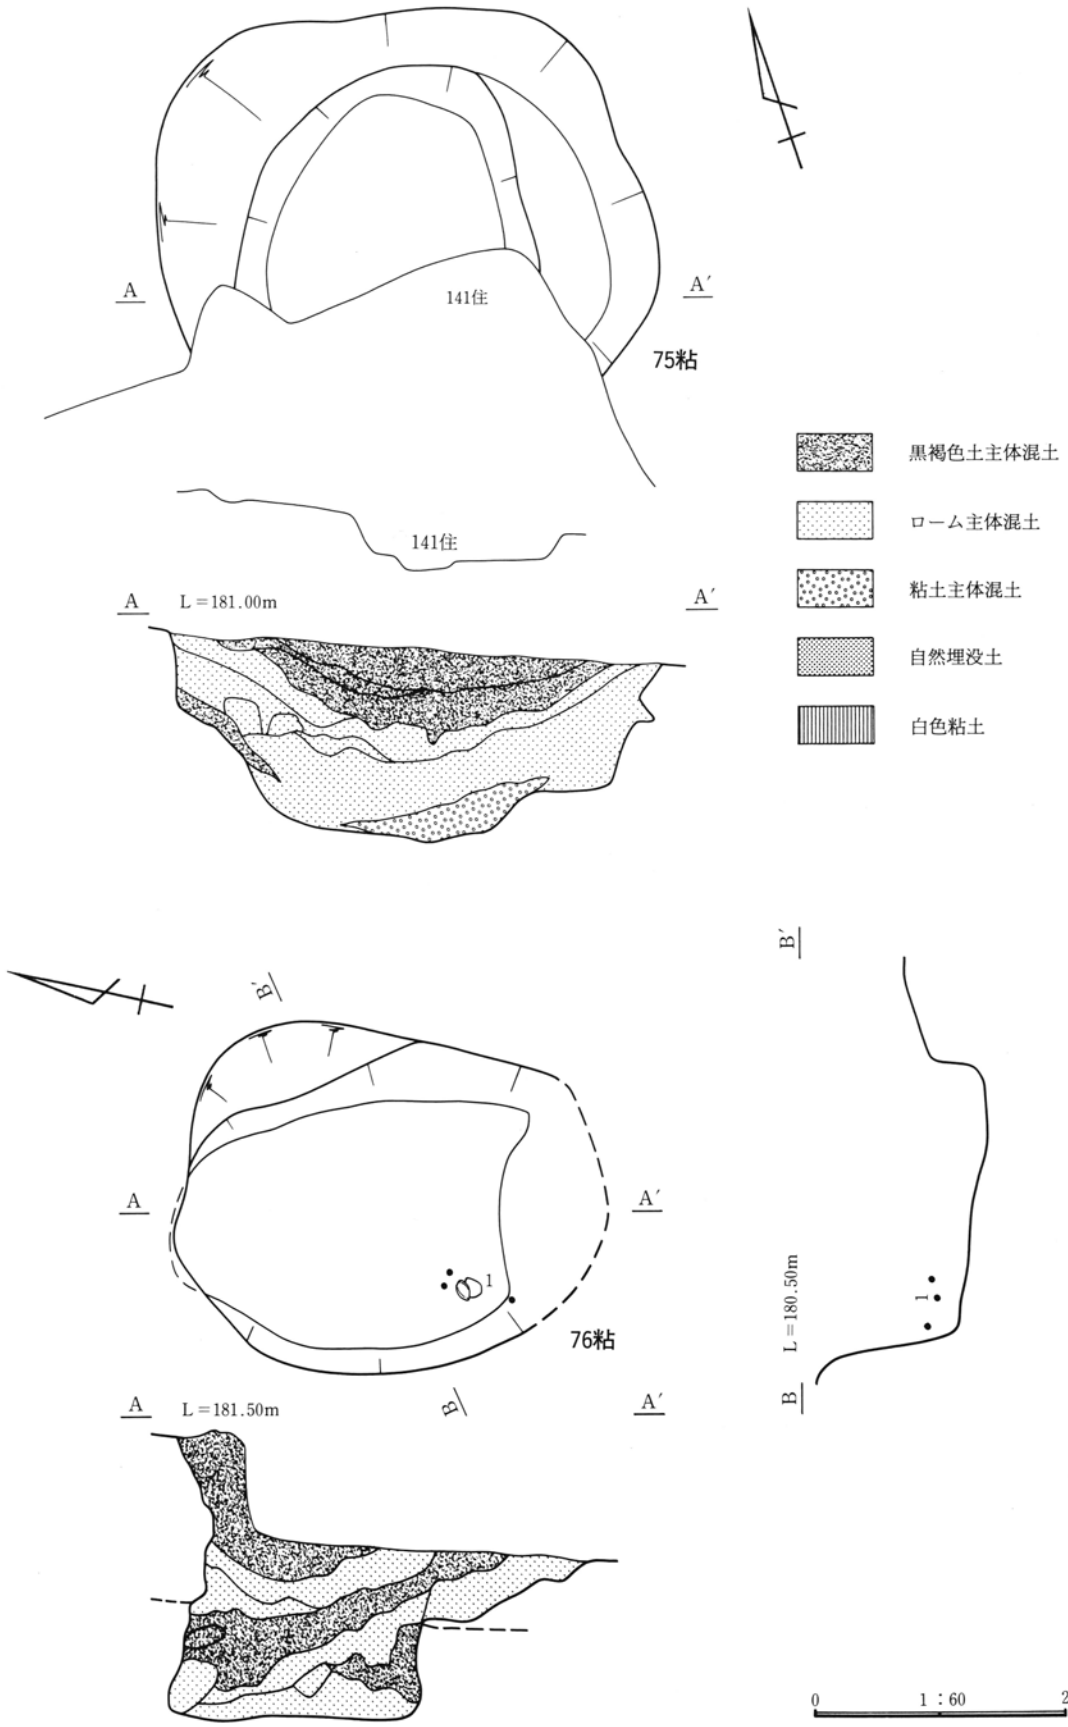 A
141住
A′
75粘
黒褐色土主体混土
ローム主体混土
粘土主体混土
自然埋没土
白色粘土
141住
A L=181.00m A′
B′
B′
A
A′
1
76粘
B
1
L=180.50m
B
A L=181.50m A′
0 1:60 2